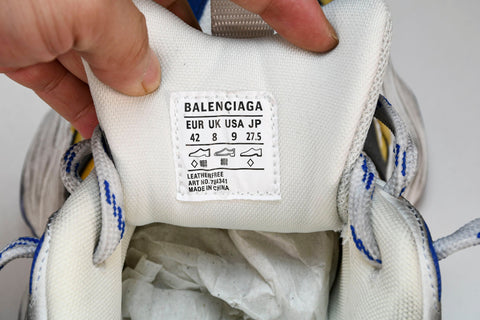 BALENCIAGA
EUR UK USA JP
42 8 9 27.5
LEATHERFREE
MADE IN CHINA